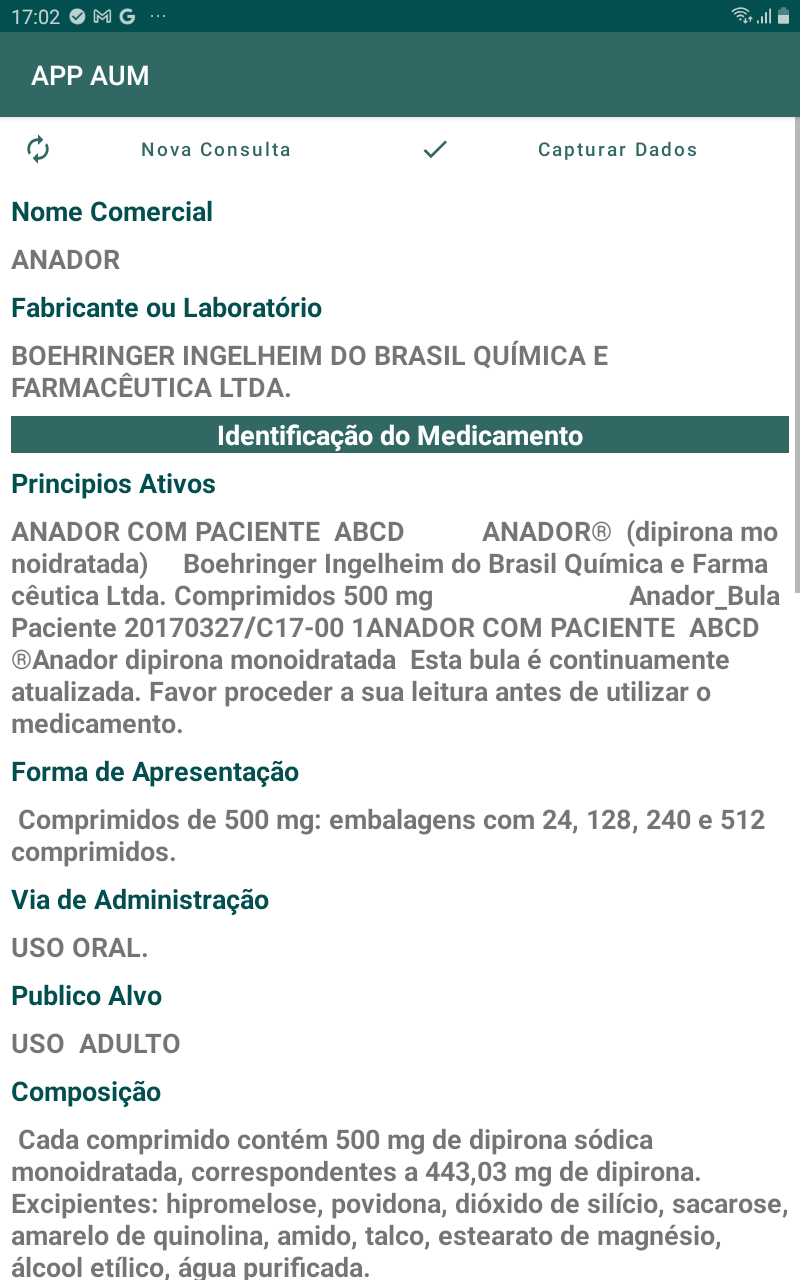 17:02
APP AUM
Nova Consulta
Capturar Dados
Nome Comercial
ANADOR
Fabricante ou Laboratório
BOEHRINGER INGELHEIM DO BRASIL QUÍMICA E
FARMACÊUTICA LTDA.
Identificação do Medicamento
Principios Ativos
ANADOR COM PACIENTE  ABCD ANADOR®  (dipirona mo
noidratada) Boehringer Ingelheim do Brasil Química e Farma
cêutica Ltda. Comprimidos 500 mg Anador_Bula
Paciente 20170327/C17-00 1ANADOR COM PACIENTE  ABCD
®Anador dipirona monoidratada  Esta bula é continuamente
atualizada. Favor proceder a sua leitura antes de utilizar o
medicamento.
Forma de Apresentação
Comprimidos de 500 mg: embalagens com 24, 128, 240 e 512
comprimidos.
Via de Administração
USO ORAL.
Publico Alvo
USO  ADULTO
Composição
Cada comprimido contém 500 mg de dipirona sódica
monoidratada, correspondentes a 443,03 mg de dipirona.
Excipientes: hipromelose, povidona, dióxido de silício, sacarose,
amarelo de quinolina, amido, talco, estearato de magnésio,
álcool etílico, água purificada.